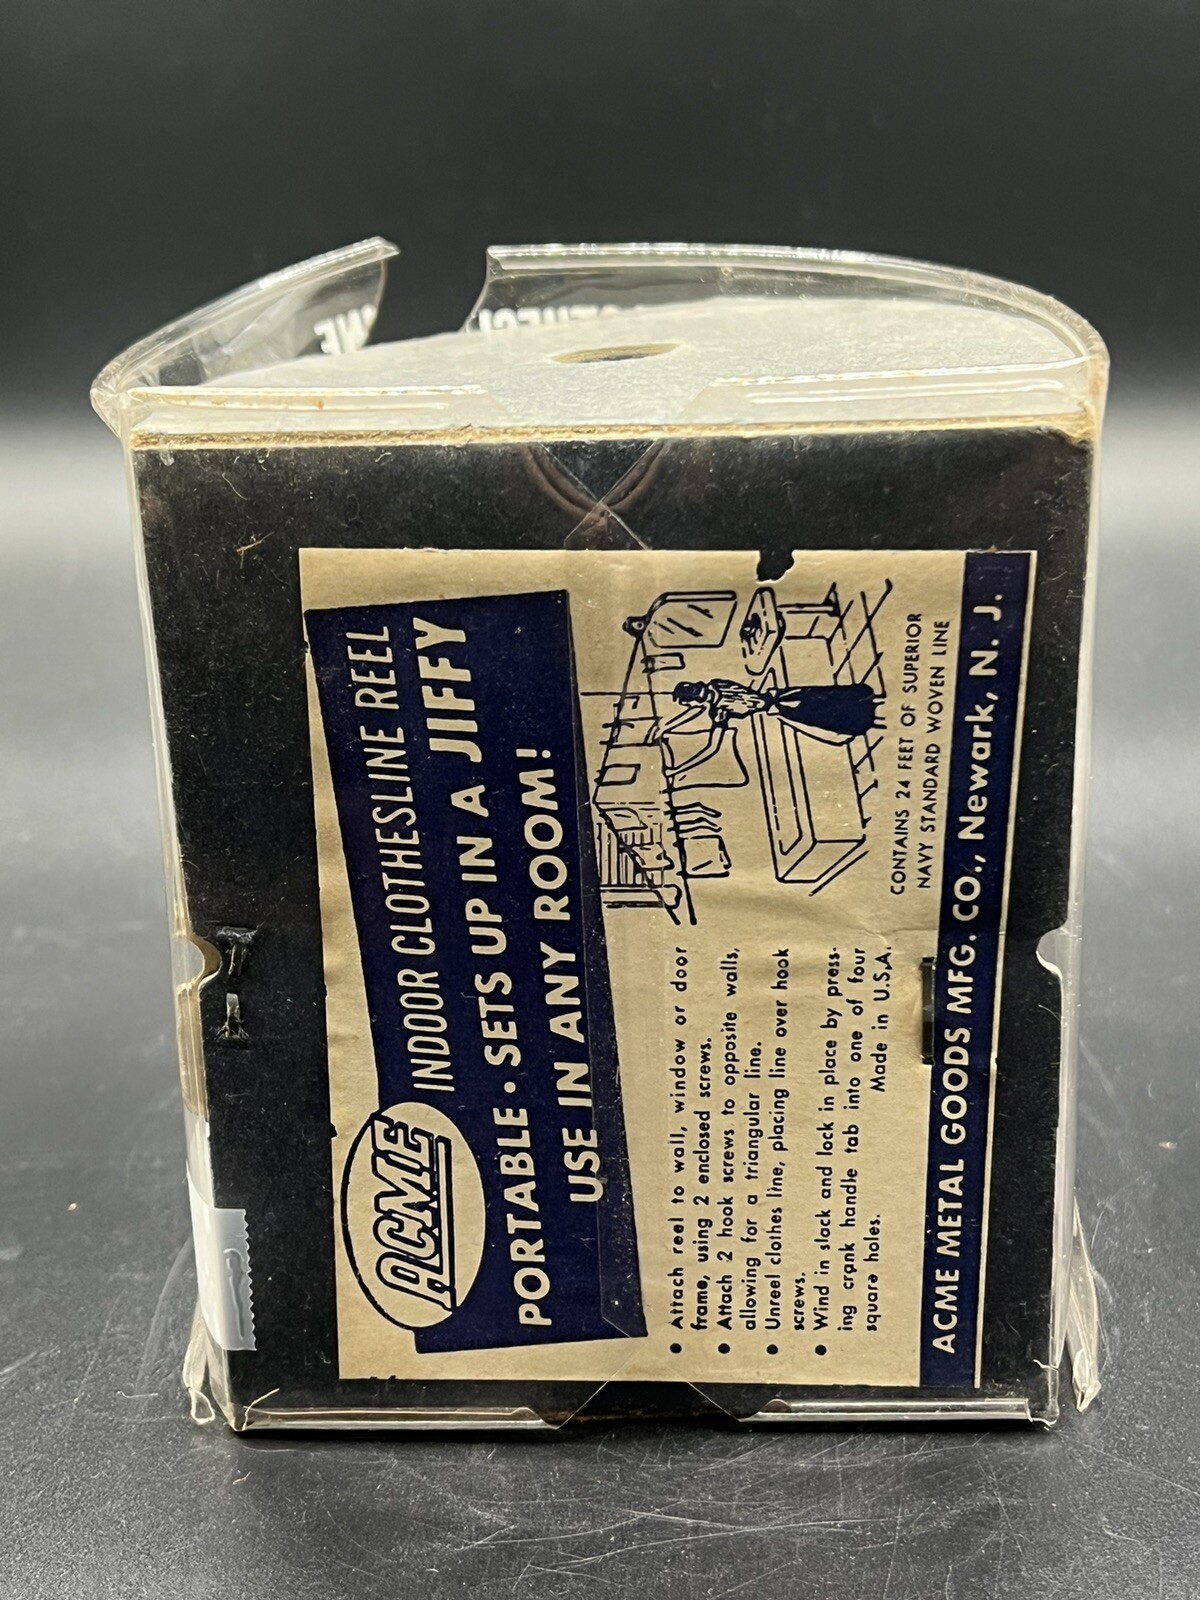 ACME
INDOOR CLOTHESLINE REEL
PORTABLE • SETS UP IN A JIFFY
USE IN ANY ROOM!
• Attach reel to wall, window or door
frame, using 2 enclosed screws.
• Attach 2 hook screws to opposite walls,
allowing for a triangular line.
• Unreel clothes line, placing line over hook
screws.
• Wind in slack and lock in place by press-
ing crank handle tab into one of four
square holes.
Made in U.S.A.
CONTAINS 24 FEET OF SUPERIOR
NAVY STANDARD WOVEN LINE
ACME METAL GOODS MFG. CO., Newark, N. J.